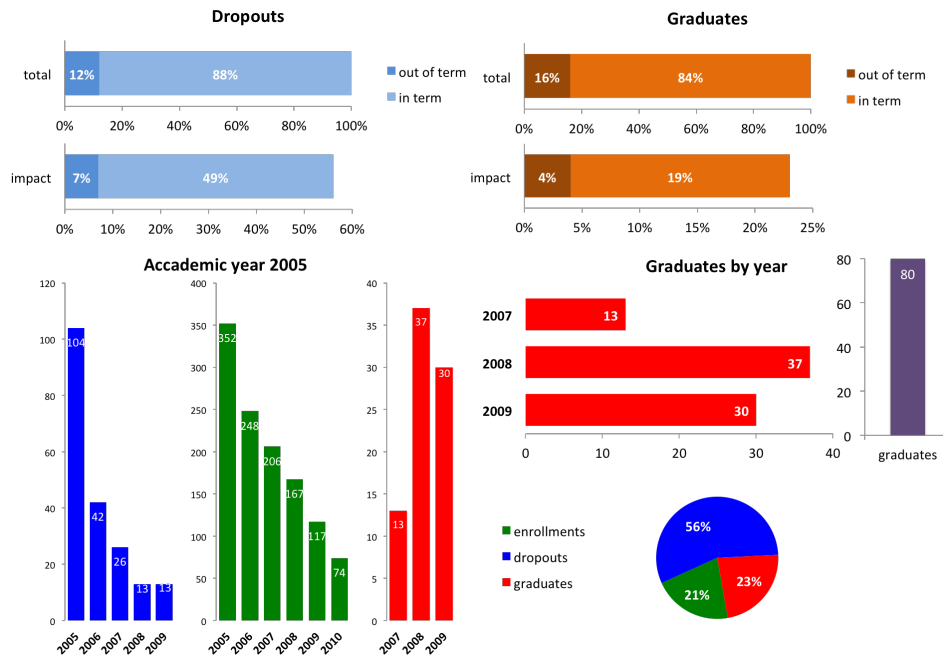 Dropouts
total
12%
88%
out of term
in term
0% 20% 40% 60% 80% 100%
impact
7%
49%
0% 10% 20% 30% 40% 50% 60%
Graduates
total
16%
84%
out of term
in term
0% 20% 40% 60% 80% 100%
impact
4%
19%
0% 5% 10% 15% 20% 25%
Accademic year 2005
120
100
80
60
40
20
0
104
42
26
13
13
2005 2006 2007 2008 2009
400
350
300
250
200
150
100
50
0
352
248
206
167
117
74
2005 2006 2007 2008 2009 2010
40
35
30
25
20
15
10
5
0
13
37
30
2007 2008 2009
Graduates by year
2007
13
2008
37
2009
30
0 10 20 30 40
80
60
40
20
0
80
graduates
enrollments
dropouts
graduates
56%
23%
21%